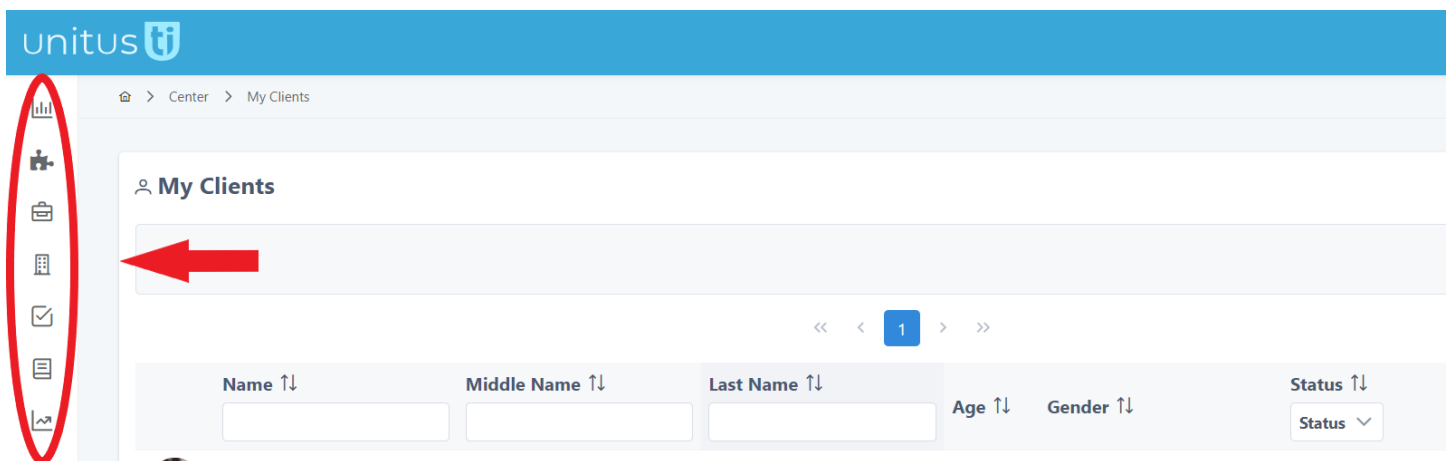 unitus ti
Center My Clients
My Clients
1
Name Middle Name Last Name Age Gender Status
Status